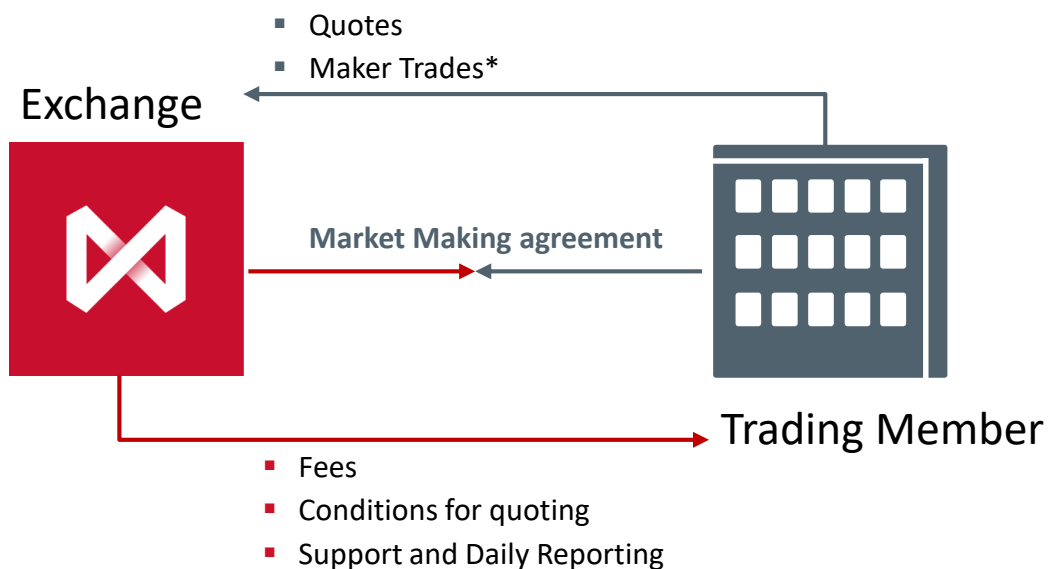 Quotes
Maker Trades*
Exchange
Market Making agreement
Trading Member
Fees
Conditions for quoting
Support and Daily Reporting